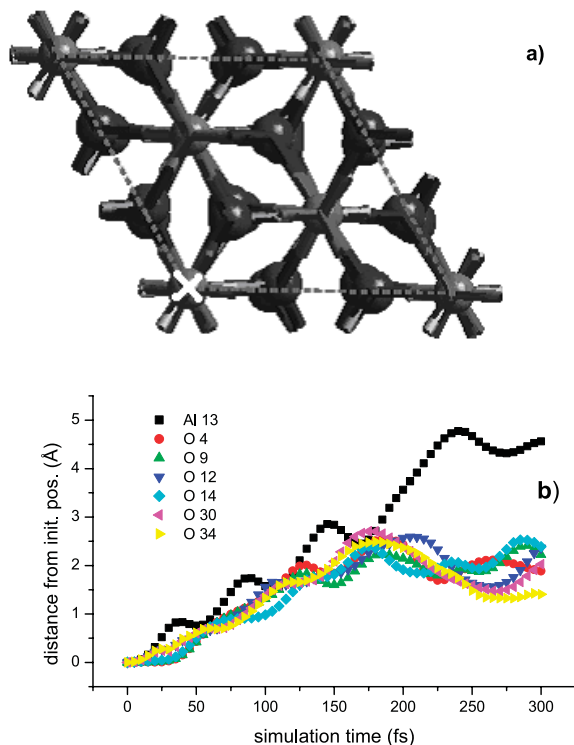 a)
b)
Al 13
O 4
O 9
O 12
O 14
O 30
O 34
distance from init. pos. (Å)
5
4
3
2
1
0
0 50 100 150 200 250 300
simulation time (fs)